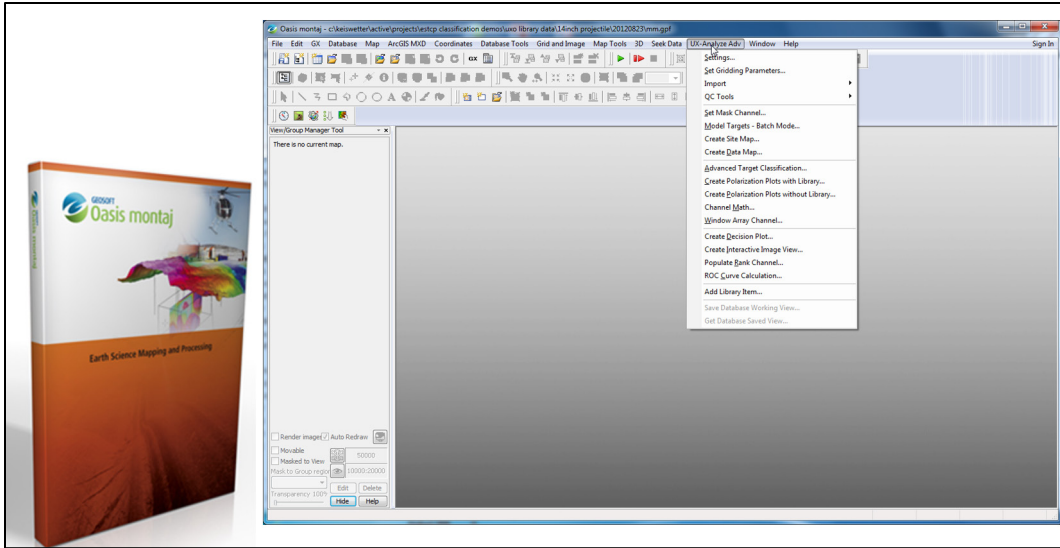 GEOSOFT
Oasis montaj
Earth Science Mapping and Processing
Oasis montaj - c:\keiswetter\active\projects\estcp classification demos\uxo library data\14inch projectile\20120823\mm.gpf
File Edit GX Database Map ArcGIS MXD Coordinates Database Tools Grid and Image Map Tools 3D Seek Data UX-Analyze Adv Window Help Sign In
GX
View/Group Manager Tool
There is no current map.
Settings...
Set Gridding Parameters...
Import
QC Tools
Set Mask Channel...
Model Targets - Batch Mode...
Create Site Map...
Create Data Map...
Advanced Target Classification...
Create Polarization Plots with Library...
Create Polarization Plots without Library...
Channel Math...
Window Array Channel...
Create Decision Plot...
Create Interactive Image View...
Populate Rank Channel...
ROC Curve Calculation...
Add Library Item...
Save Database Working View...
Get Database Saved View...
Render images Auto Redraw
Movable
50000
Masked to View
Mask to Group region 10000:20000
Edit Delete
Transparency 100%
Hide Help